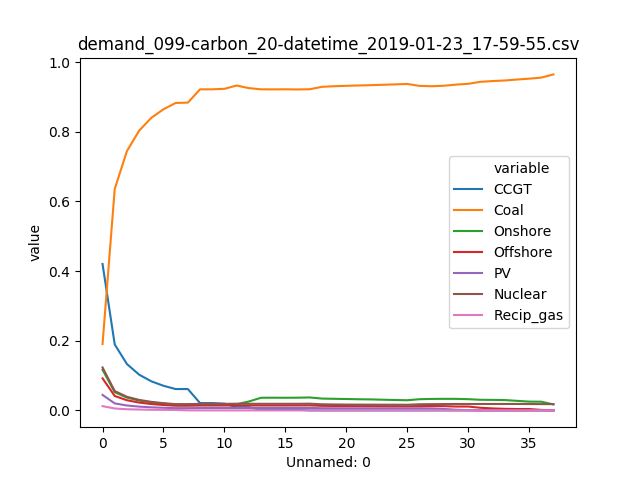 demand_099-carbon_20-datetime_2019-01-23_17-59-55.csv
1.0
0.8
0.6
0.4
0.2
0.0
value
variable
CCGT
Coal
Onshore
Offshore
PV
Nuclear
Recip_gas
0 5 10 15 20 25 30 35
Unnamed: 0